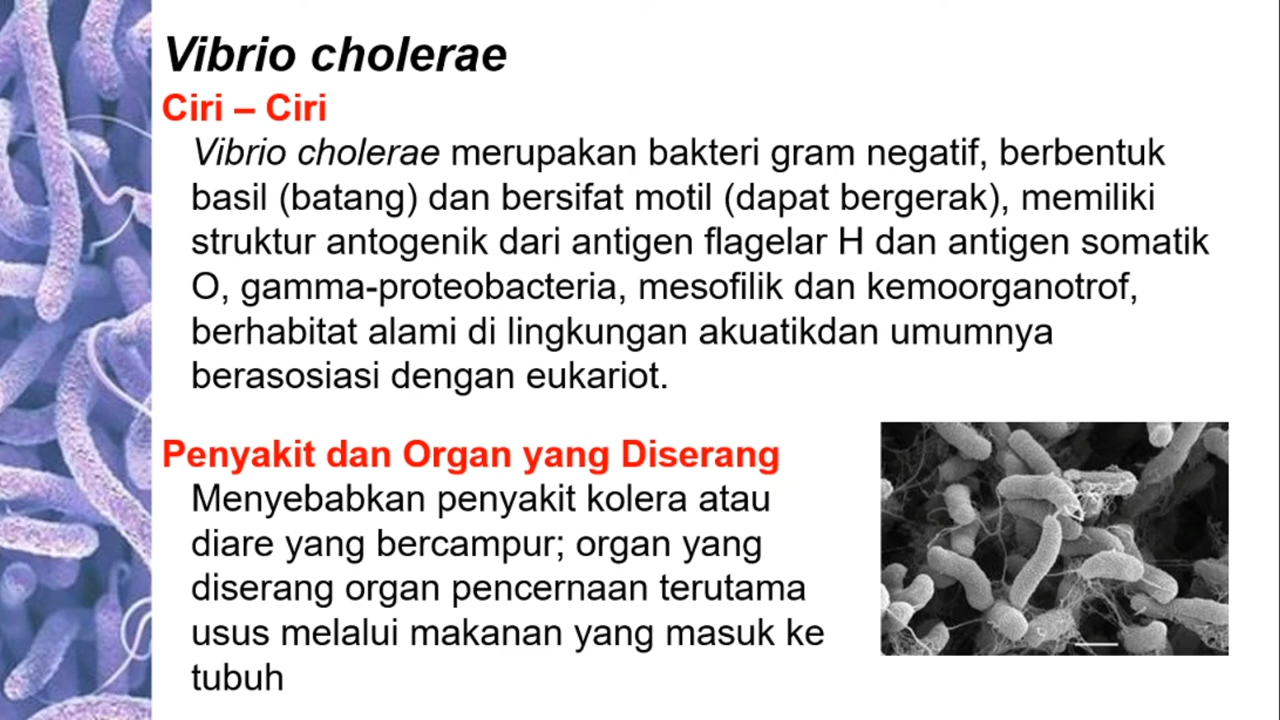 Vibrio cholerae
Ciri – Ciri
Vibrio cholerae merupakan bakteri gram negatif, berbentuk
basil (batang) dan bersifat motil (dapat bergerak), memiliki
struktur antogenik dari antigen flagelar H dan antigen somatik
O, gamma-proteobacteria, mesofilik dan kemoorganotrof,
berhabitat alami di lingkungan akuatikdan umumnya
berasosiasi dengan eukariot.
Penyakit dan Organ yang Diserang
Menyebabkan penyakit kolera atau
diare yang bercampur; organ yang
diserang organ pencernaan terutama
usus melalui makanan yang masuk ke
tubuh